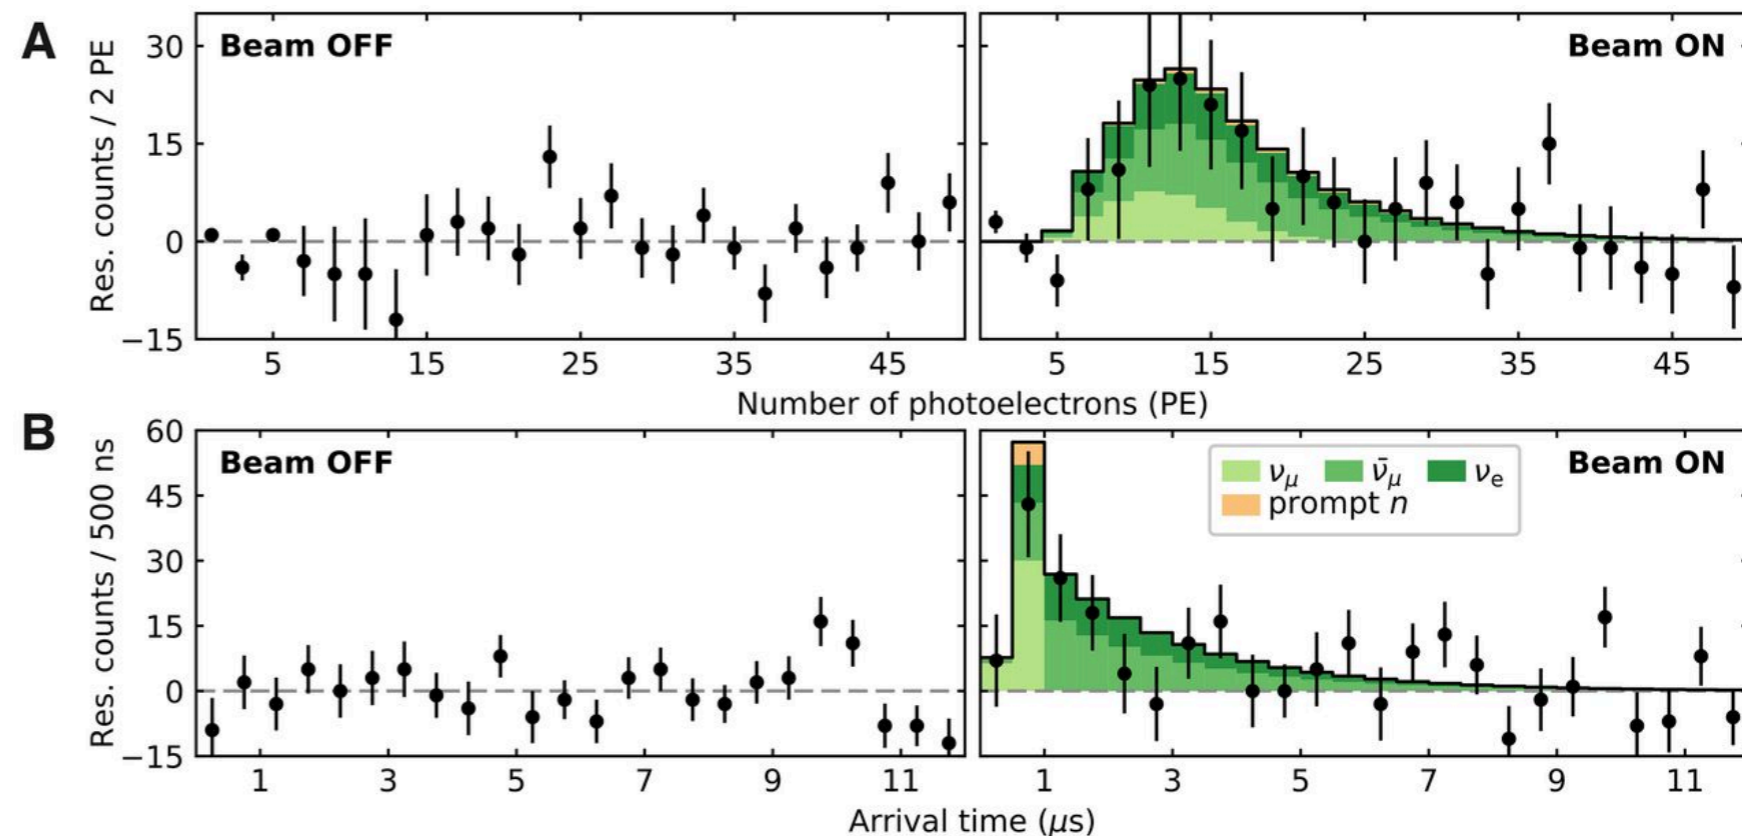 A
Beam OFF
Beam ON
Res. counts / 2 PE
30
15
0
−15
5 15 25 35 45
5 15 25 35 45
Number of photoelectrons (PE)
B
Beam OFF
Beam ON
Res. counts / 500 ns
60
45
30
15
0
−15
νμ ν̄μ νe
prompt n
1 3 5 7 9 11
1 3 5 7 9 11
Arrival time (μs)